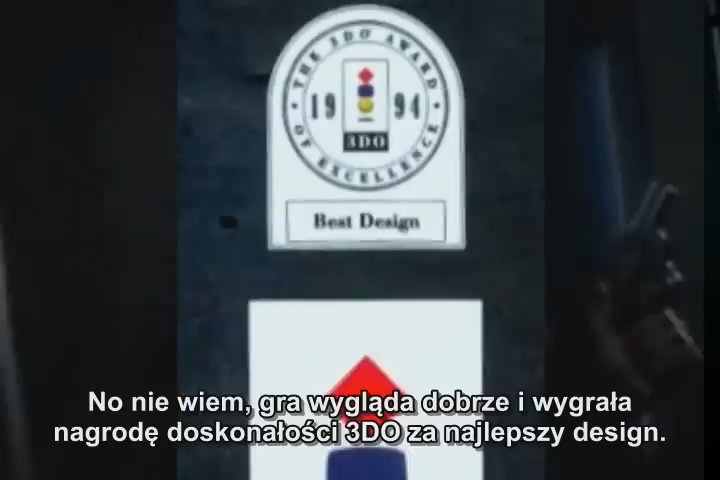 THE 3DO AWARD
19 94
3DO
OF EXCELLENCE
Best Design
No nie wiem, gra wygląda dobrze i wygrała
nagrodę doskonałości 3DO za najlepszy design.